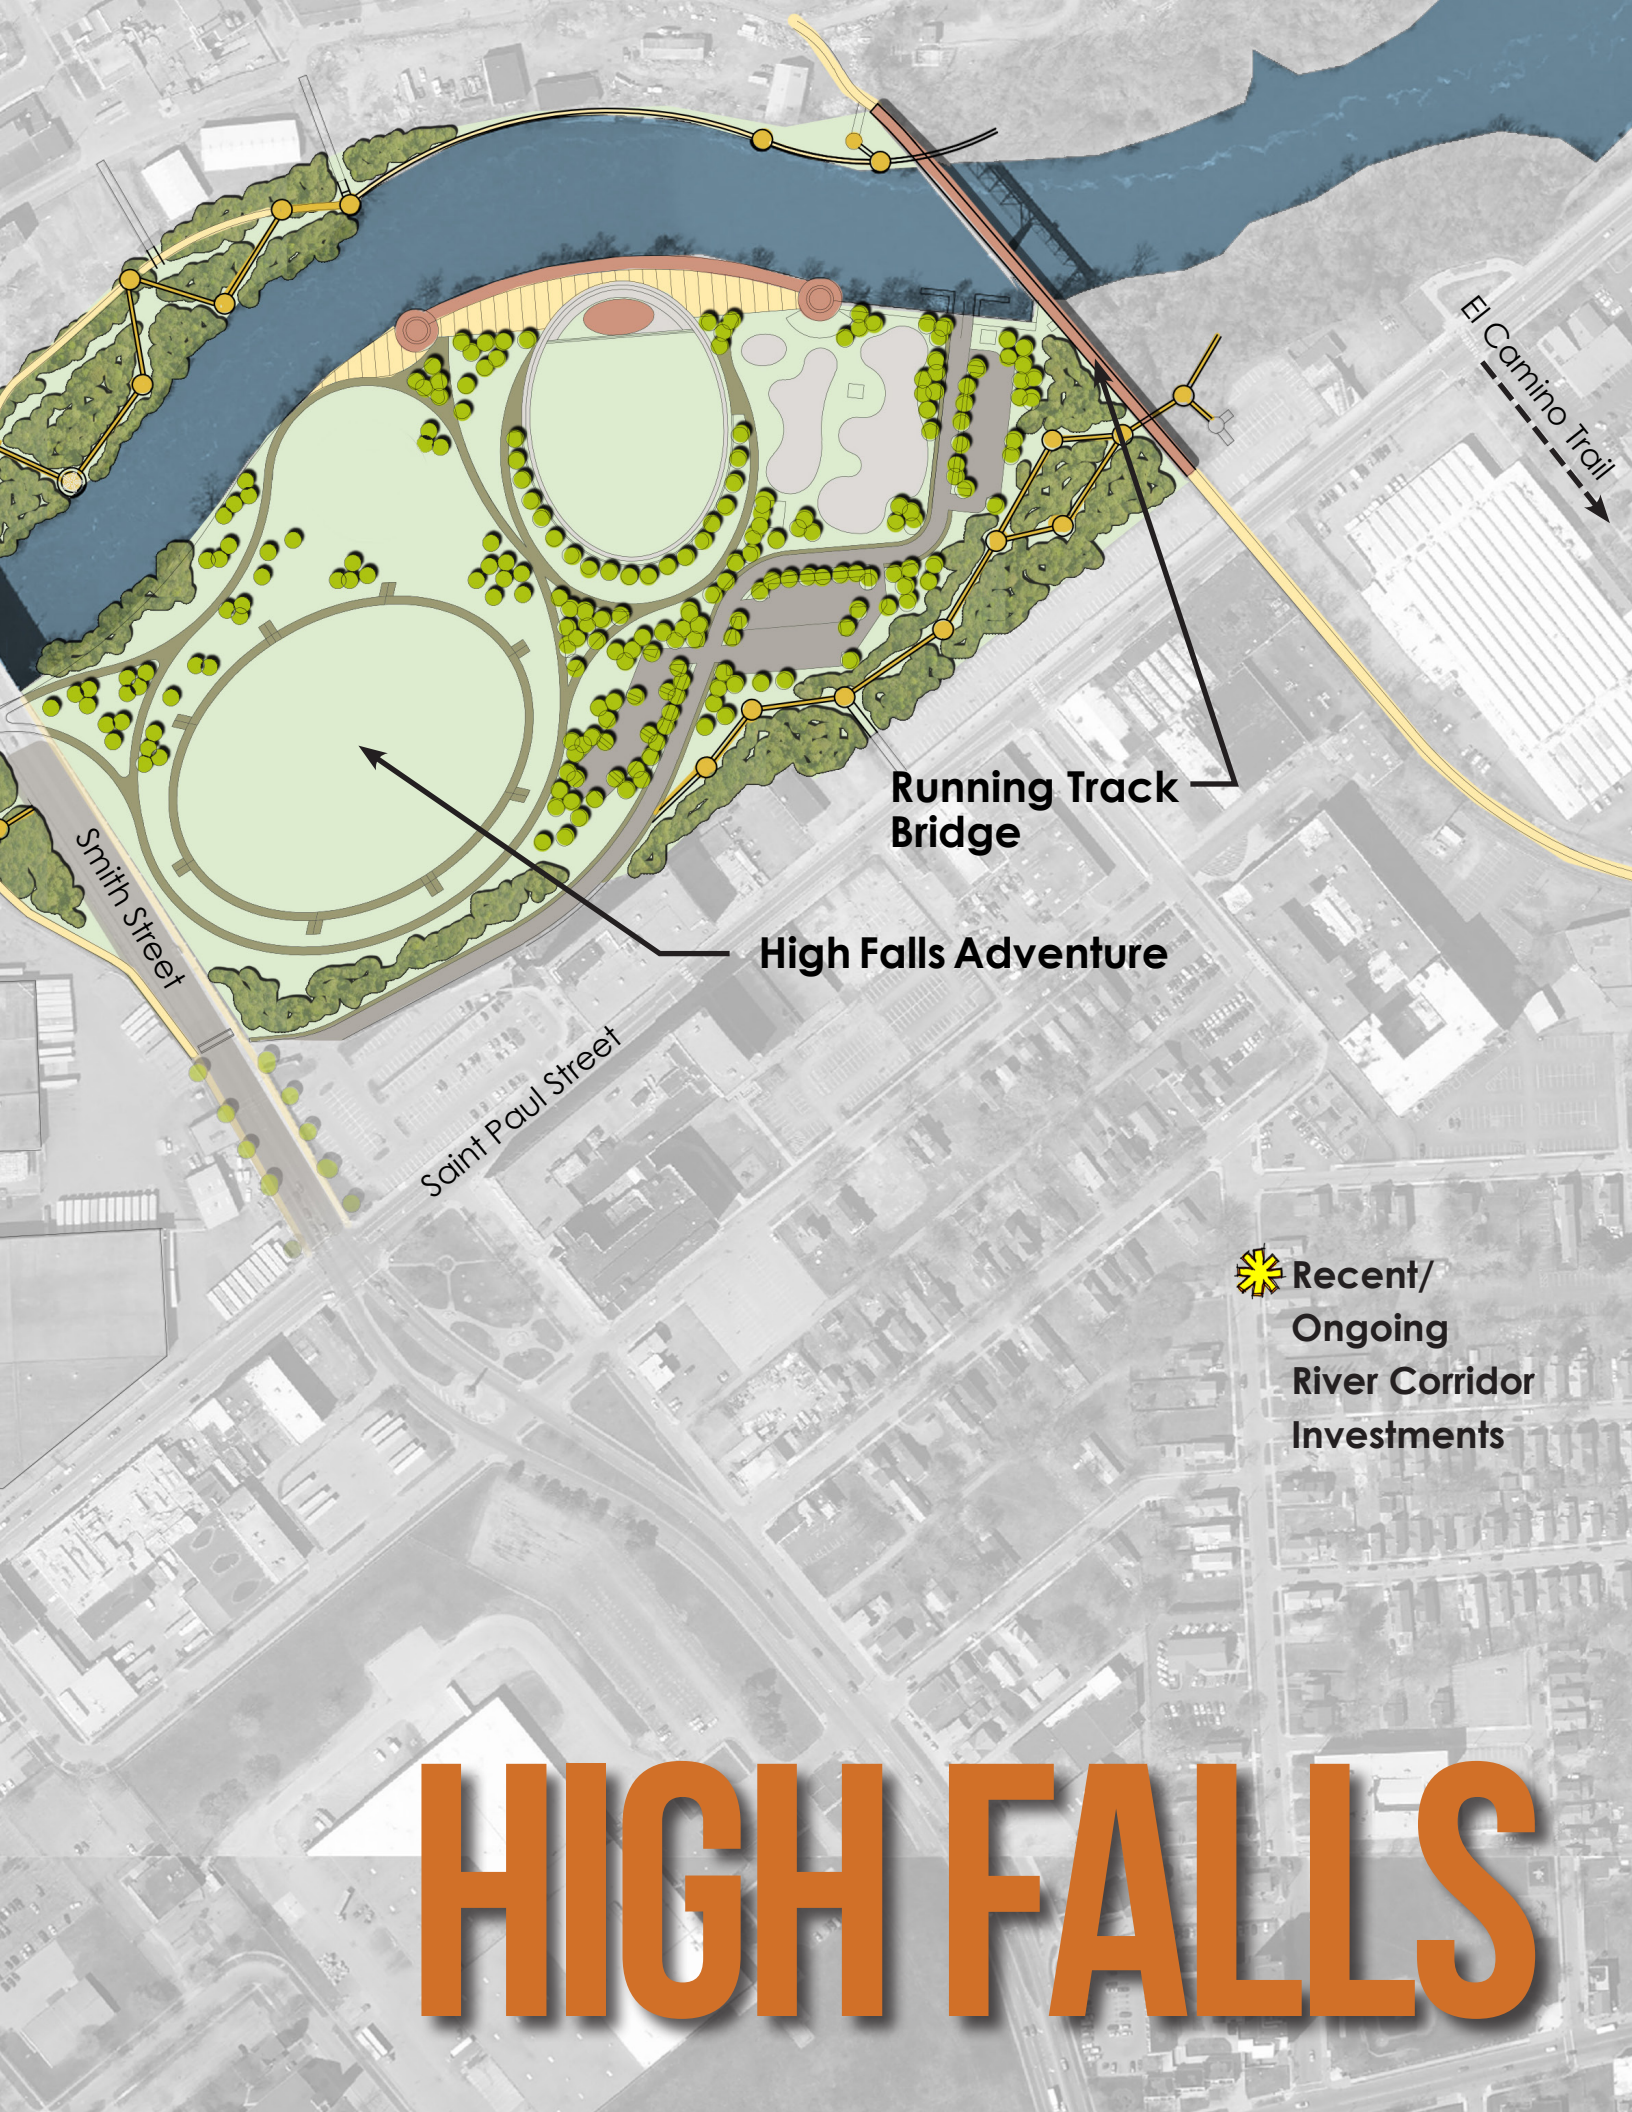 El Camino Trail
Running Track
Bridge
Smith Street
High Falls Adventure
Saint Paul Street
Recent/
Ongoing
River Corridor
Investments
HIGH FALLS